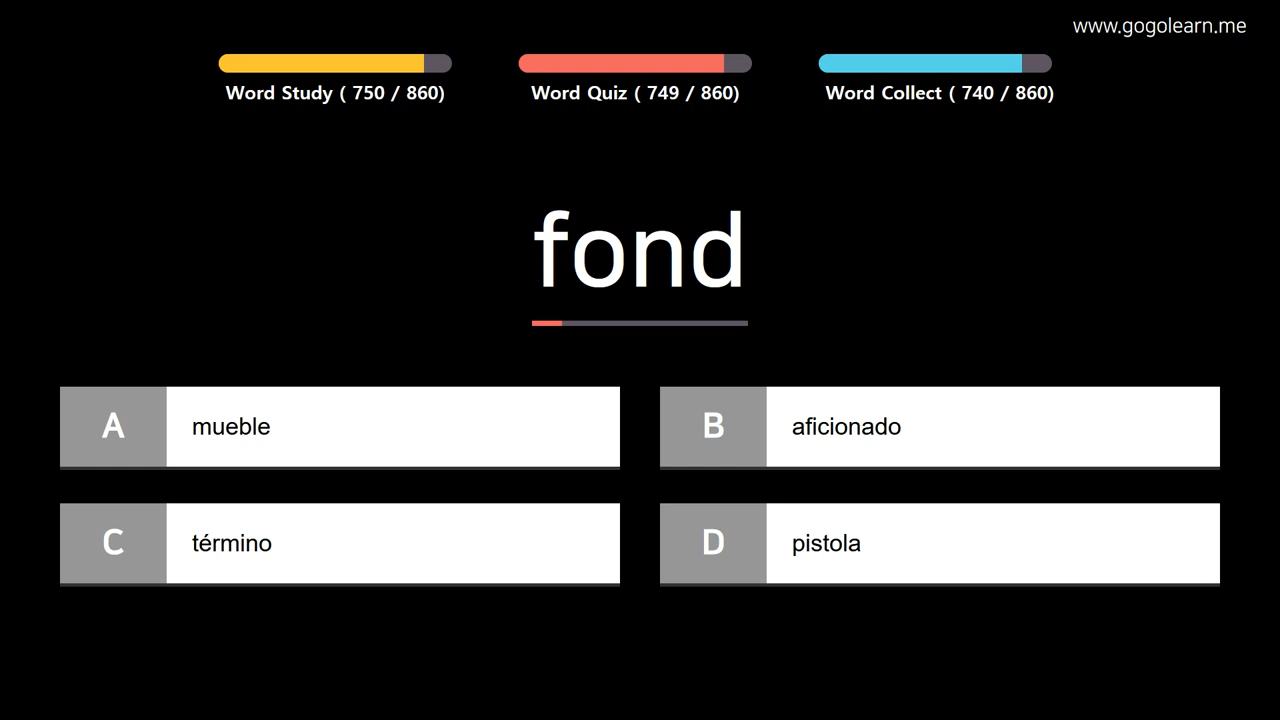 www.gogolearn.me
Word Study ( 750 / 860)
Word Quiz ( 749 / 860)
Word Collect ( 740 / 860)
fond
A
mueble
B
aficionado
C
término
D
pistola